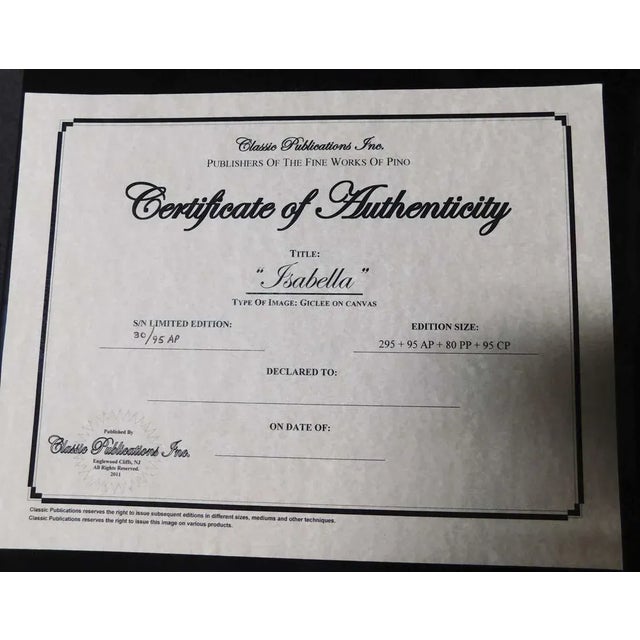 Classic Publications Inc.
PUBLISHERS OF THE FINE WORKS OF PINO
Certificate of Authenticity
TITLE:
"Isabella"
TYPE OF IMAGE: GICLEE ON CANVAS
S/N LIMITED EDITION:
30/95 AP
EDITION SIZE:
295 + 95 AP + 80 PP + 95 CP
DECLARED TO:
ON DATE OF:
Published By
Classic Publications Inc.
Englewood Cliffs, NJ
All Rights Reserved.
2011
Classic Publications reserves the right to issue subsequent editions in different sizes, mediums and other techniques.
Classic Publications reserves the right to issue this image on various products.